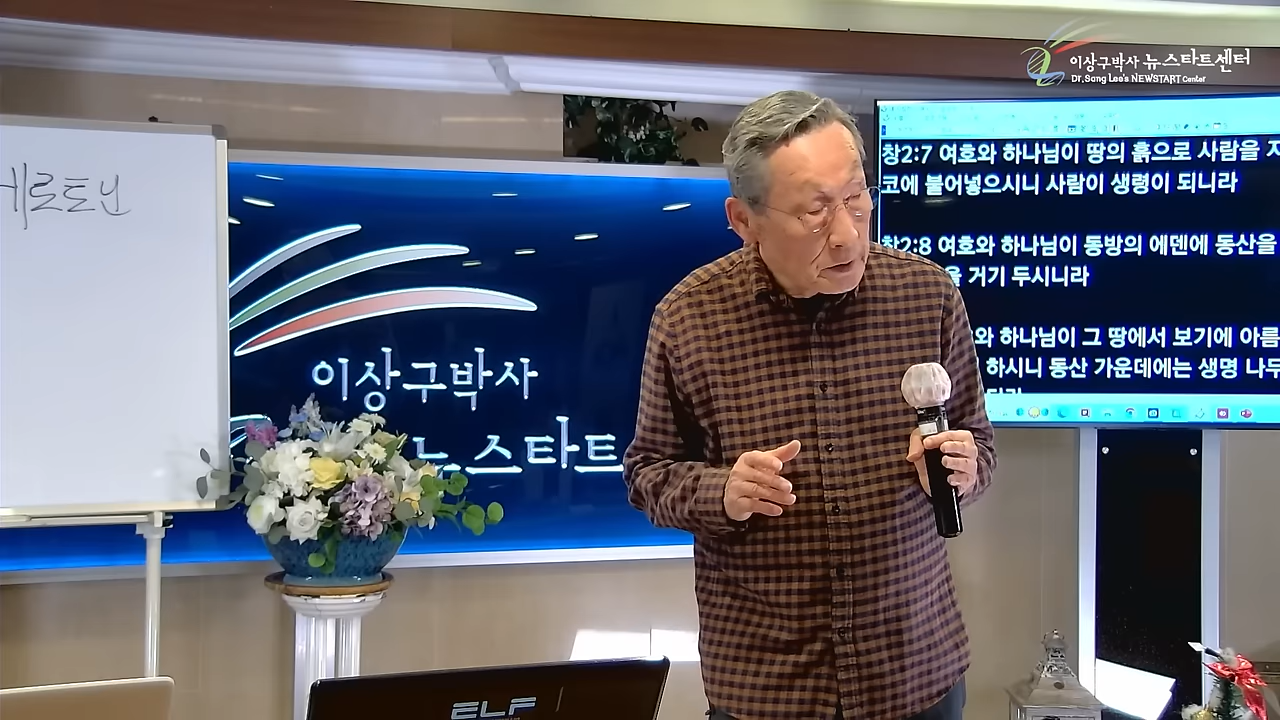 이상구박사 뉴스타트센터
Dr. Sang Lee's NEWSTART Center
세로토닌
창2:7 여호와 하나님이 땅의 흙으로 사람을 지
코에 불어넣으시니 사람이 생령이 되니라
창2:8 여호와 하나님이 동방의 에덴에 동산을
을 거기 두시니라
와 하나님이 그 땅에서 보기에 아름
하시니 동산 가운데에는 생명 나무
이상구박사
뉴스타트
ELF